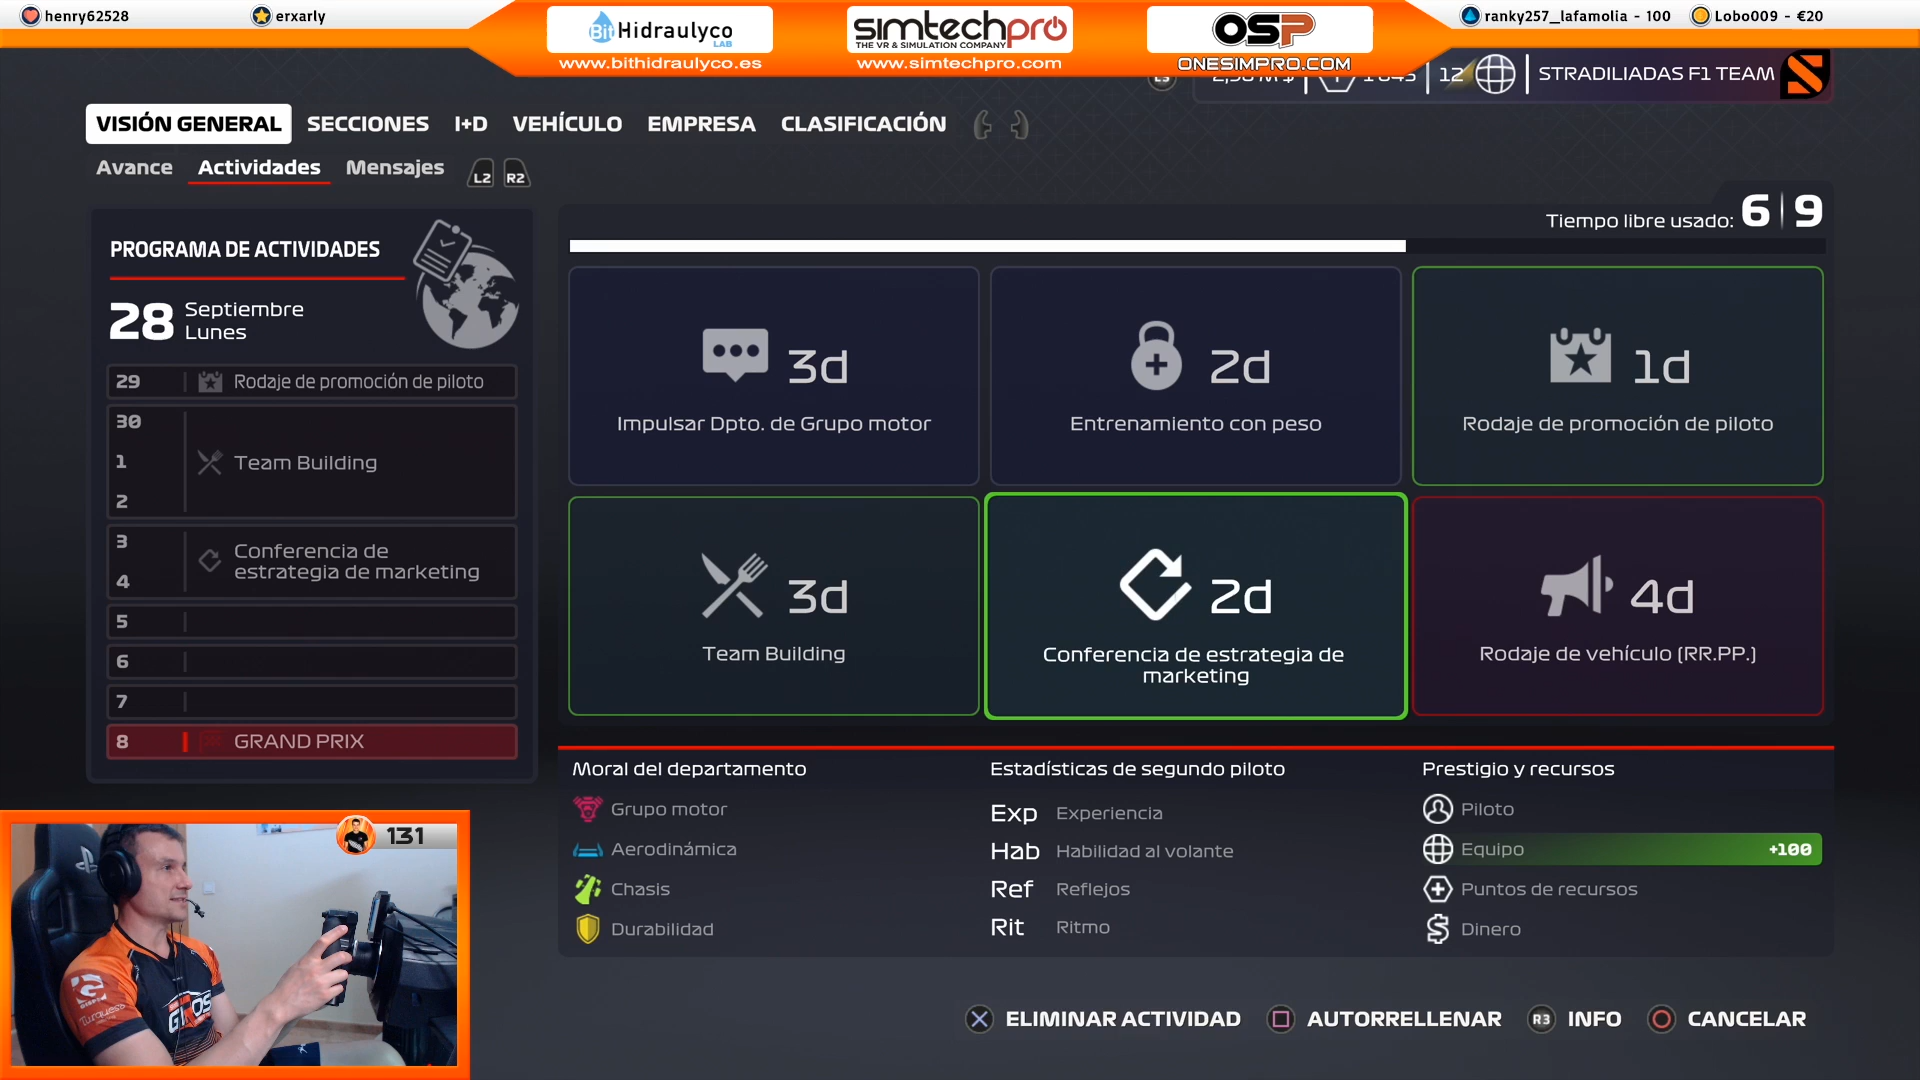 henry62528
erxarly
BitHidraulyco
LAB
www.bithidraulyco.es
simtechpro
THE VR & SIMULATION COMPANY
www.simtechpro.com
OSP
ONESIMPRO.COM
ranky257_lafamolia - 100
Lobo009 - €20
12
STRADILIADAS F1 TEAM
VISIÓN GENERAL
SECCIONES
I+D
VEHÍCULO
EMPRESA
CLASIFICACIÓN
Avance
Actividades
Mensajes
L2
R2
PROGRAMA DE ACTIVIDADES
28
Septiembre
Lunes
29
Rodaje de promoción de piloto
30
1
Team Building
2
3
4
Conferencia de
estrategia de marketing
5
6
7
8
GRAND PRIX
Tiempo libre usado: 6|9
3d
Impulsar Dpto. de Grupo motor
2d
Entrenamiento con peso
1d
Rodaje de promoción de piloto
3d
Team Building
2d
Conferencia de estrategia de
marketing
4d
Rodaje de vehículo (RR.PP.)
Moral del departamento
Grupo motor
Aerodinámica
Chasis
Durabilidad
Estadísticas de segundo piloto
Exp Experiencia
Hab Habilidad al volante
Ref Reflejos
Rit Ritmo
Prestigio y recursos
Piloto
Equipo +100
Puntos de recursos
Dinero
131
ELIMINAR ACTIVIDAD
AUTORRELLENAR
R3 INFO
CANCELAR